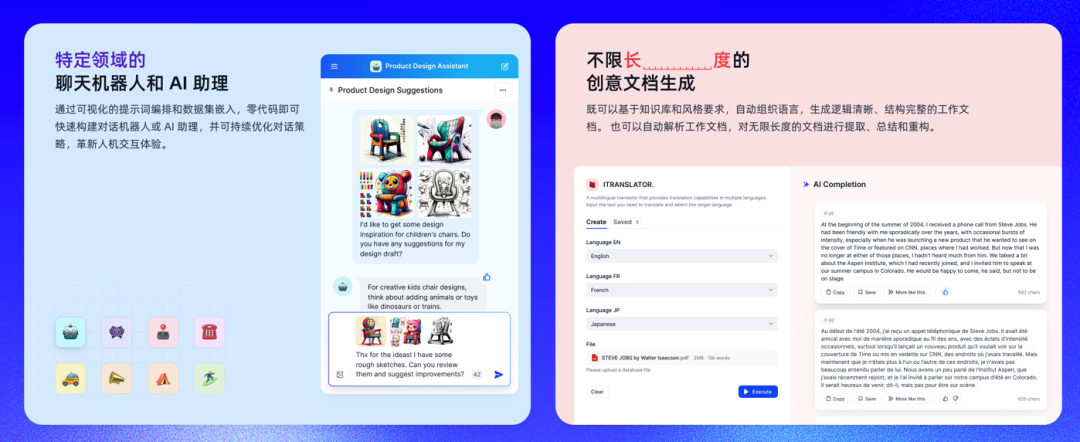 特定领域的
聊天机器人和 AI 助理
通过可视化的提示词编排和数据集嵌入，零代码即可
快速构建对话机器人或 AI 助理，并可持续优化对话策
略，革新人机交互体验。
Product Design Assistant
Product Design Suggestions
I'd like to get some design
inspiration for children's chairs. Do
you have any suggestions for my
design draft?
For creative kids chair designs,
think about adding animals or toys
like dinosaurs or trains.
Thx for the ideas! I have some
rough sketches. Can you review
them and suggest improvements?
42
不限长度的
创意文档生成
既可以基于知识库和风格要求，自动组织语言，生成逻辑清晰、结构完整的工作文
档。 也可以自动解析工作文档，对无限长度的文档进行提取、总结和重构。
ITRANSLATOR.
A multilingual translator that provides translation capabilities in multiple languages.
Input the text you need to translate and select the target language.
Create Saved 5
Language EN
English
Language FR
French
Language JP
Japanese
File
STEVE JOBS by Walter Isaacson.pdf 2MB · 10k words
Please upload a database file
Clear
Execute
AI Completion
At the beginning of the summer of 2004, I received a phone call from Steve Jobs. He
had been friendly with me sporadically over the years, with occasional bursts of
intensity, especially when he was launching a new product that he wanted to see on
the cover of Time or featured on CNN, places where I had worked. But now that I was
no longer at either of those places, I hadn't heard much from him. We talked a bit
about the Aspen Institute, which I had recently joined, and I invited him to speak at
our summer campus in Colorado. He would be happy to come, he said, but not to be
on stage.
Copy Save More like this 592 chars
Au début de l'été 2004, j'ai reçu un appel téléphonique de Steve Jobs. Il avait été
amical avec moi de manière sporadique au fil des ans, avec des éclats d'intensité
occasionnels, surtout lorsqu'il lançait un nouveau produit qu'il voulait voir sur la
couverture de Time ou mis en vedette sur CNN, des endroits où j'avais travaillé. Mais
maintenant que je n'étais plus à l'un ou l'autre de ces endroits, je n'avais pas
beaucoup entendu parler de lui. Nous avons un peu parlé de l'Institut Aspen, que
j'avais récemment rejoint, et je l'ai invité à parler sur notre campus d'été en Colorado.
Il serait heureux de venir, dit-il, mais pas pour être sur scène.
Copy Save More like this 655 chars